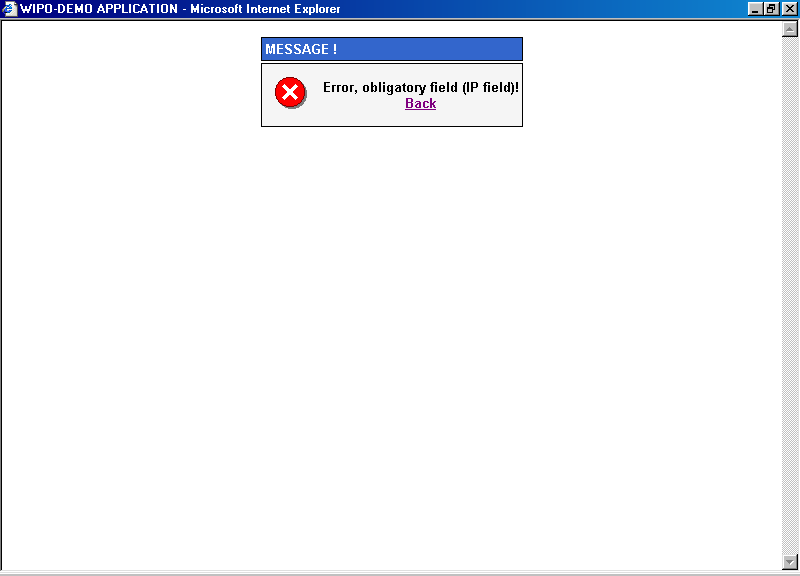 WIPO-DEMO APPLICATION - Microsoft Internet Explorer
MESSAGE !
Error, obligatory field (IP field)!
Back